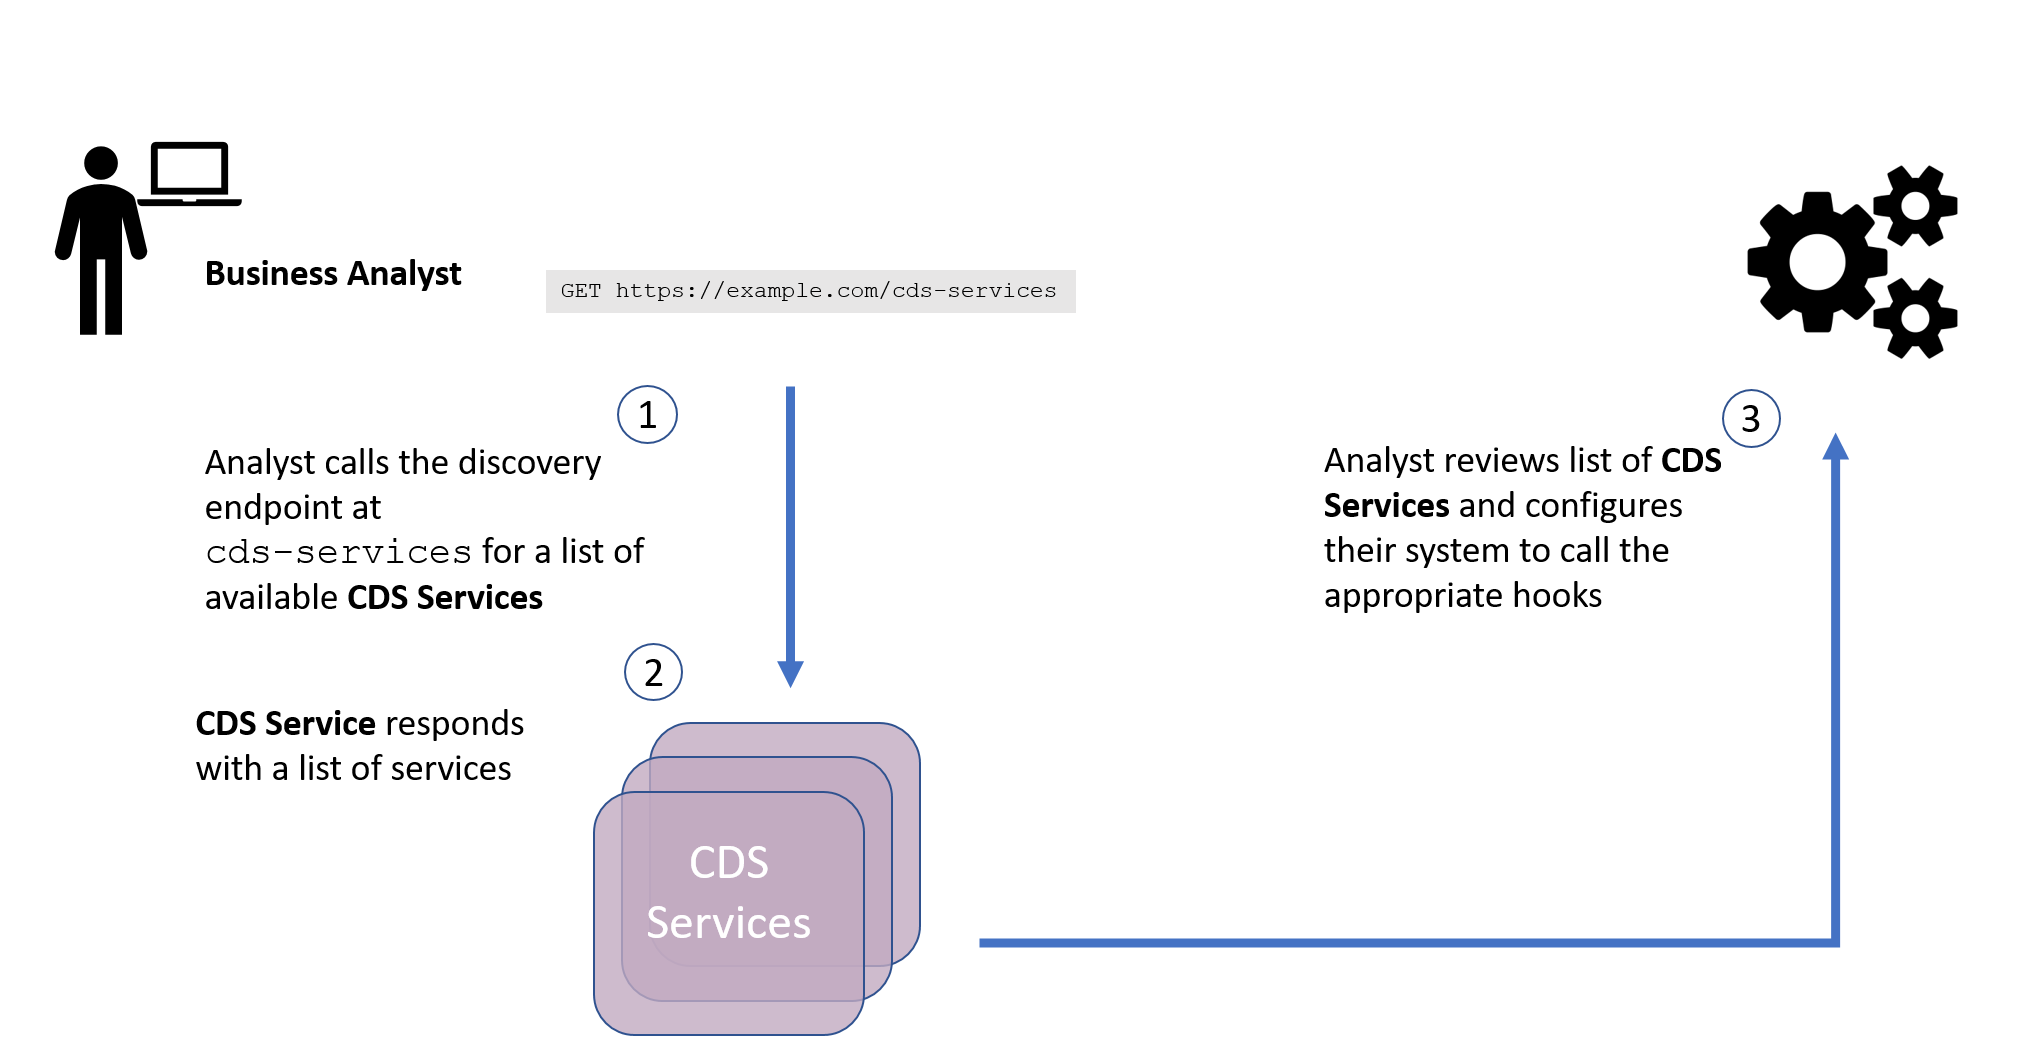 Business Analyst
GET https://example.com/cds-services
1
Analyst calls the discovery
endpoint at
cds-services for a list of
available CDS Services
2
CDS Service responds
with a list of services
CDS
Services
3
Analyst reviews list of CDS
Services and configures
their system to call the
appropriate hooks